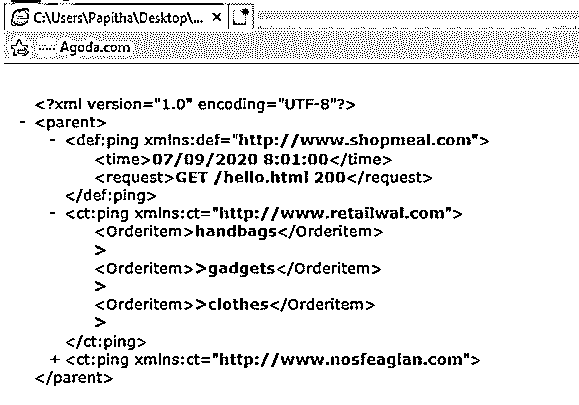 C:\Users\Papitha\Desktop\...
Agoda.com
<?xml version="1.0" encoding="UTF-8"?>
- <parent>
- <def:ping xmlns:def="http://www.shopmeal.com">
<time>07/09/2020 8:01:00</time>
<request>GET /hello.html 200</request>
</def:ping>
- <ct:ping xmlns:ct="http://www.retailwal.com">
<Orderitem>handbags</Orderitem>
>
<Orderitem>>gadgets</Orderitem>
>
<Orderitem>>clothes</Orderitem>
>
</ct:ping>
+ <ct:ping xmlns:ct="http://www.nosfeagian.com">
</parent>